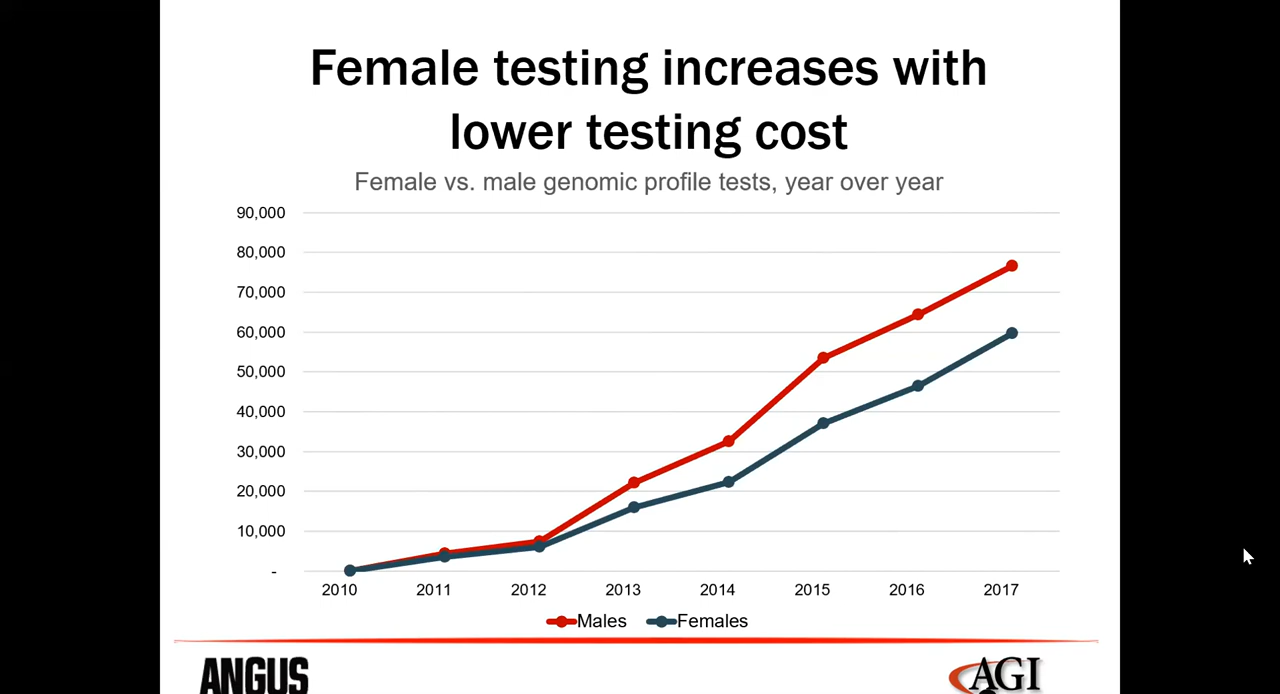 Female testing increases with
lower testing cost
Female vs. male genomic profile tests, year over year
90,000
80,000
70,000
60,000
50,000
40,000
30,000
20,000
10,000
-
2010 2011 2012 2013 2014 2015 2016 2017
Males Females
ANGUS AGI